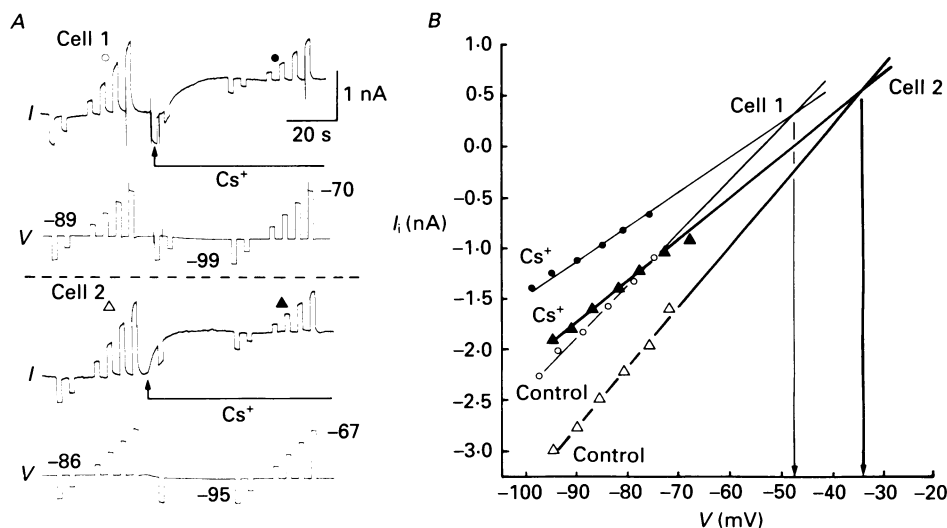 A
Cell 1
I
1 nA
20 s
Cs+
−70
−89
V
−99
Cell 2
I
Cs+
−67
−86
V
−95
B
1·0
0·5
0·0
−0·5
−1·0
−1·5
−2·0
−2·5
−3·0
Ii (nA)
Cell 1
Cell 2
Cs+
Cs+
Control
Control
−100 −90 −80 −70 −60 −50 −40 −30 −20
V (mV)